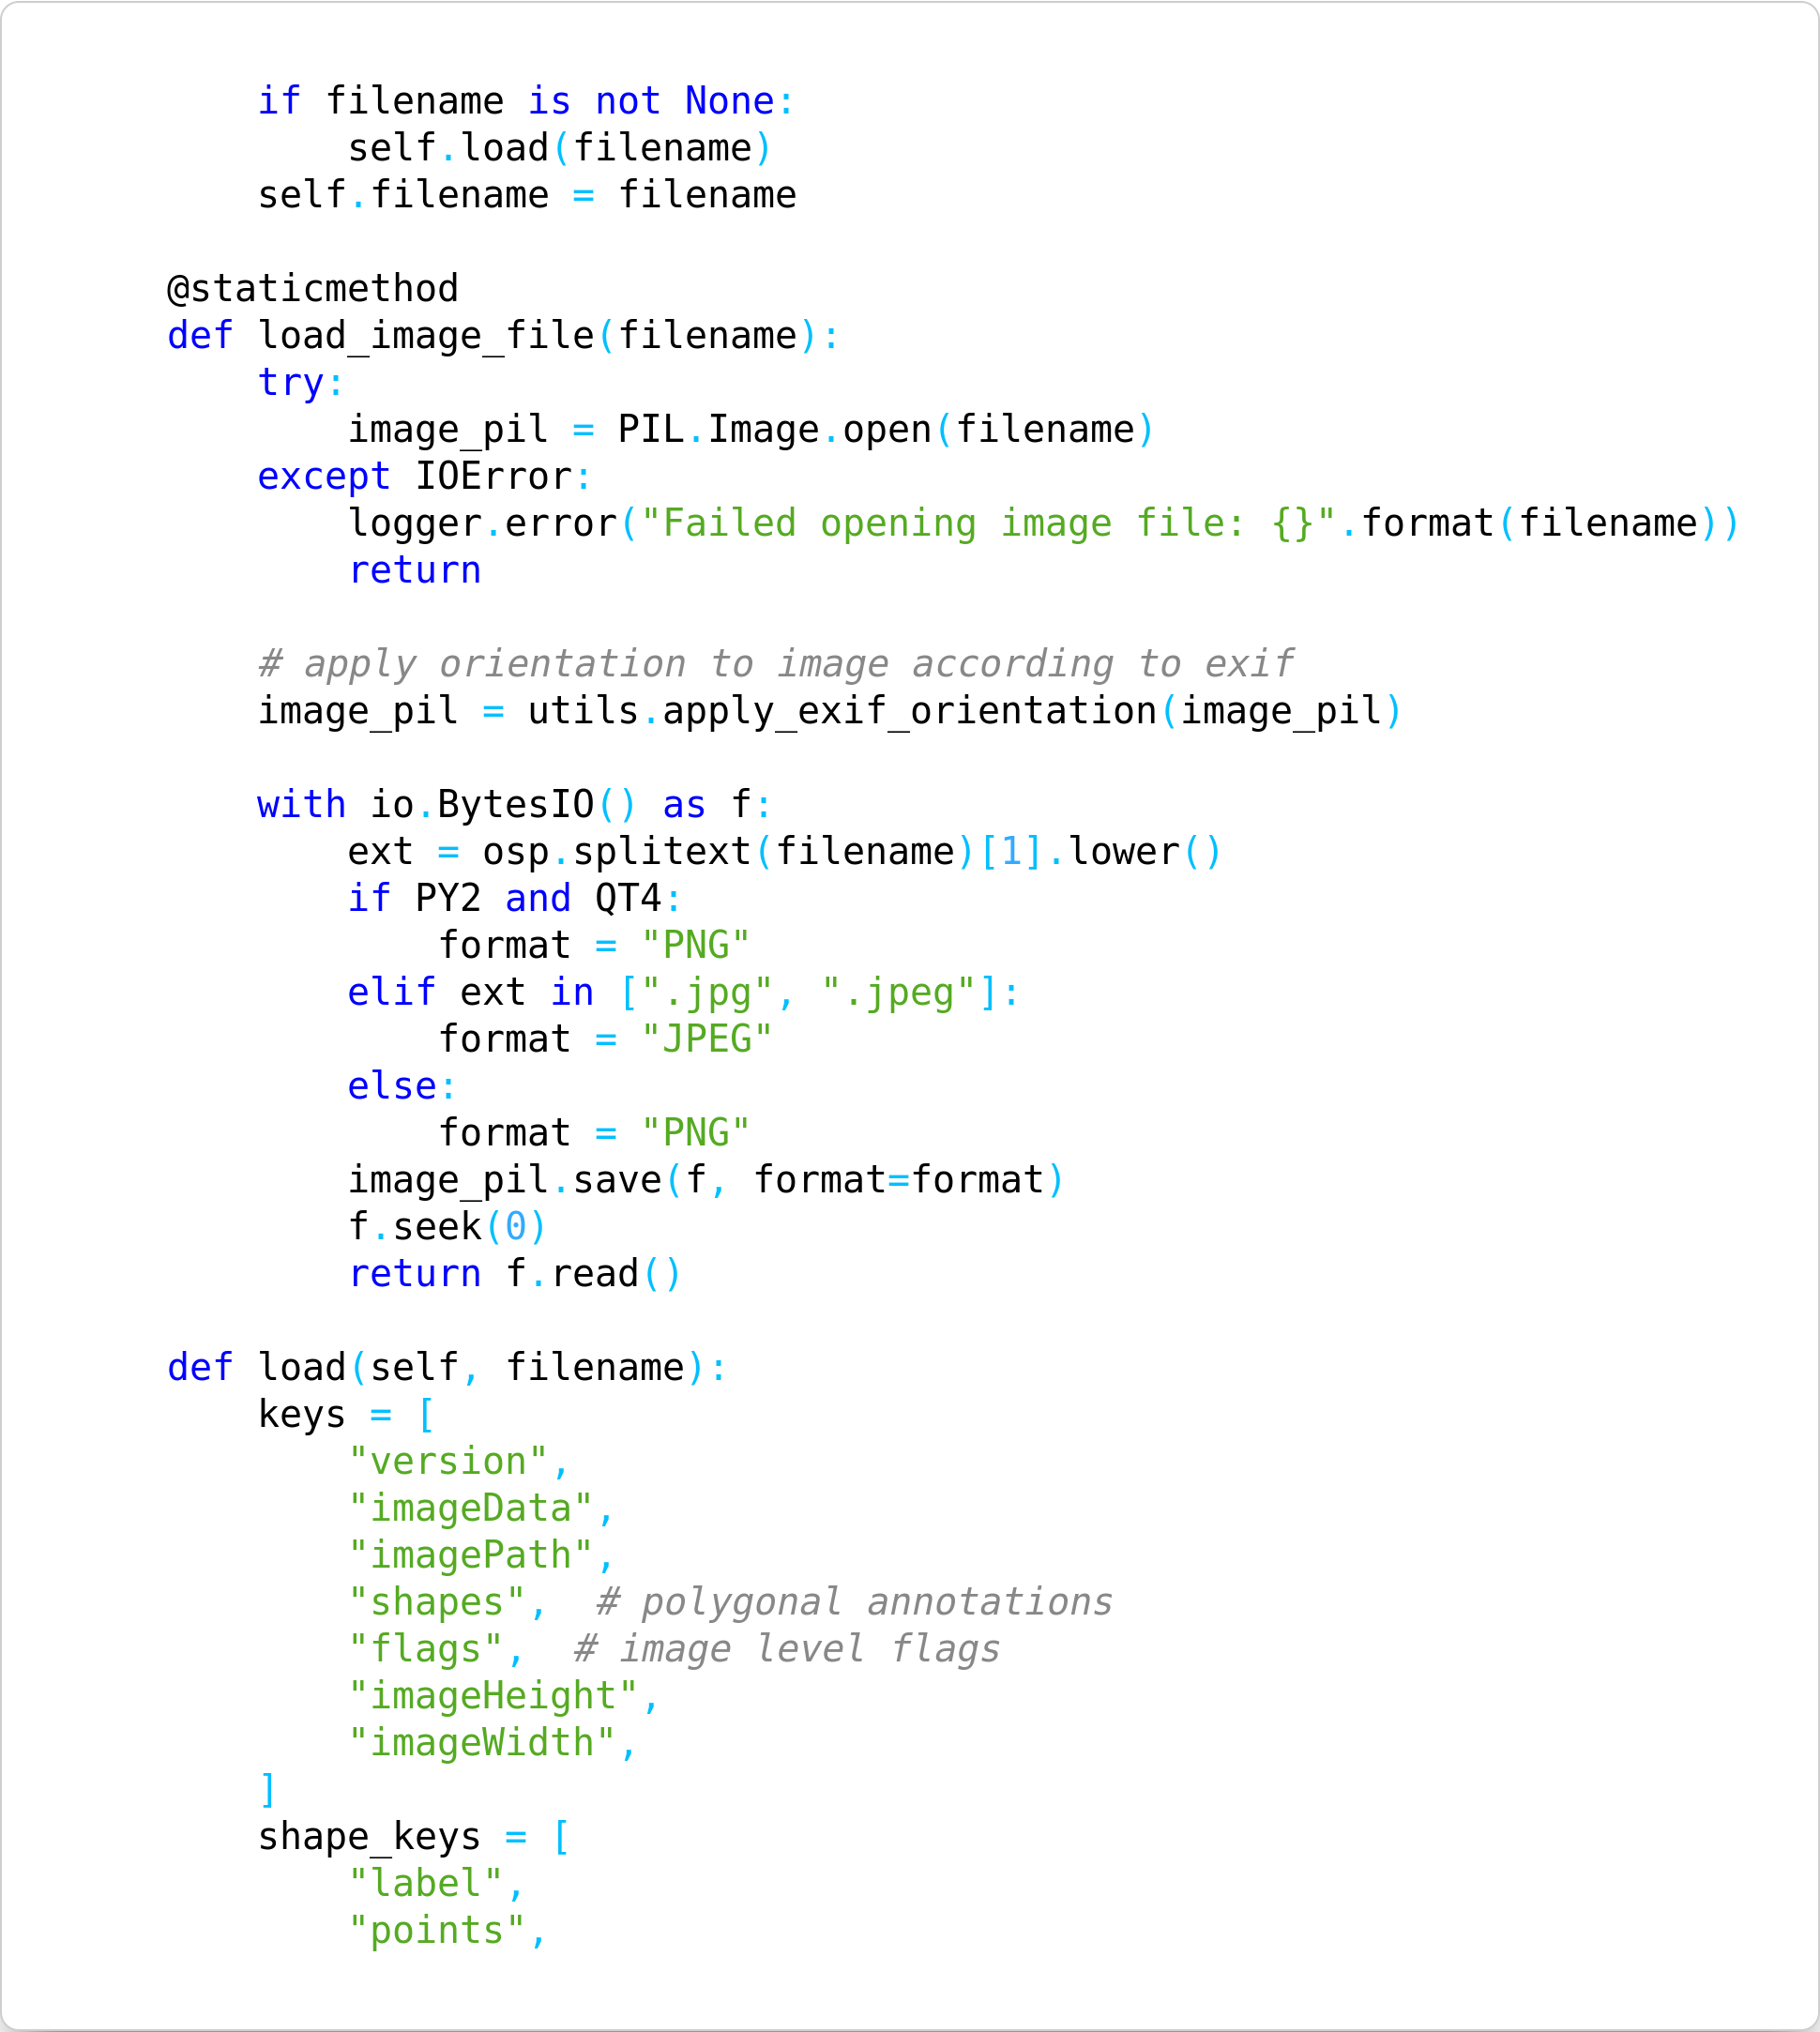 if filename is not None:
            self.load(filename)
        self.filename = filename

    @staticmethod
    def load_image_file(filename):
        try:
            image_pil = PIL.Image.open(filename)
        except IOError:
            logger.error("Failed opening image file: {}".format(filename))
            return

        # apply orientation to image according to exif
        image_pil = utils.apply_exif_orientation(image_pil)

        with io.BytesIO() as f:
            ext = osp.splitext(filename)[1].lower()
            if PY2 and QT4:
                format = "PNG"
            elif ext in [".jpg", ".jpeg"]:
                format = "JPEG"
            else:
                format = "PNG"
            image_pil.save(f, format=format)
            f.seek(0)
            return f.read()

    def load(self, filename):
        keys = [
            "version",
            "imageData",
            "imagePath",
            "shapes",  # polygonal annotations
            "flags",  # image level flags
            "imageHeight",
            "imageWidth",
        ]
        shape_keys = [
            "label",
            "points",